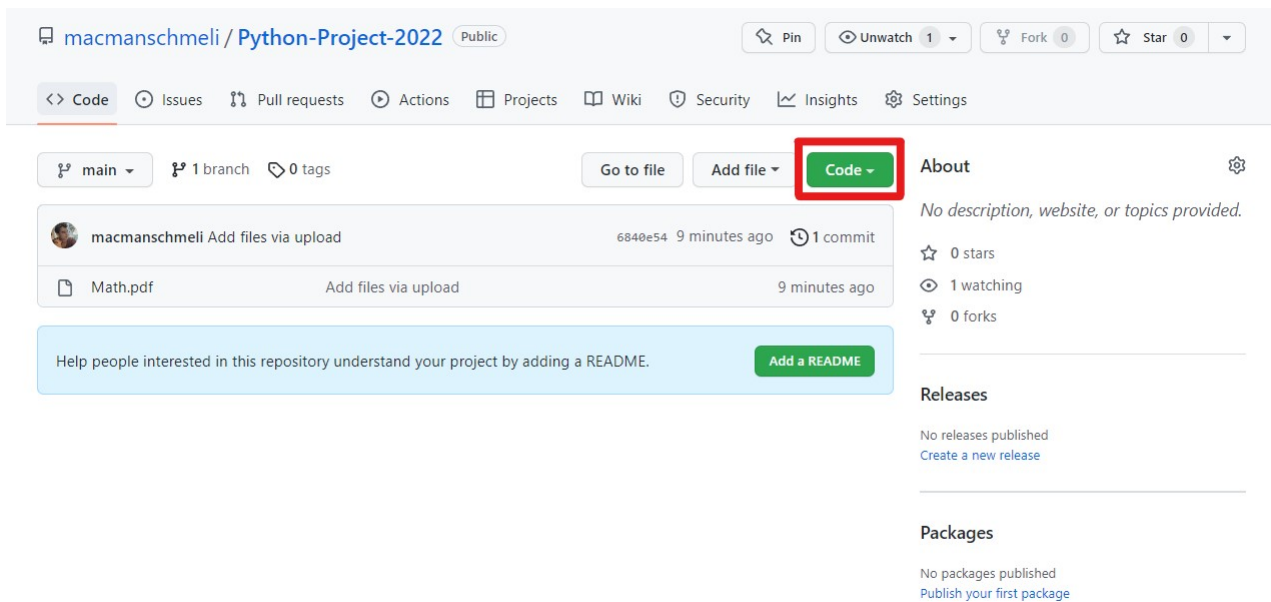 macmanschmeli / Python-Project-2022 Public
Pin Unwatch 1 Fork 0 Star 0
<> Code Issues Pull requests Actions Projects Wiki Security Insights Settings
main 1 branch 0 tags Go to file Add file Code
macmanschmeli Add files via upload 6840e54 9 minutes ago 1 commit
Math.pdf Add files via upload 9 minutes ago
Help people interested in this repository understand your project by adding a README. Add a README
About
No description, website, or topics provided.
0 stars
1 watching
0 forks
Releases
No releases published
Create a new release
Packages
No packages published
Publish your first package